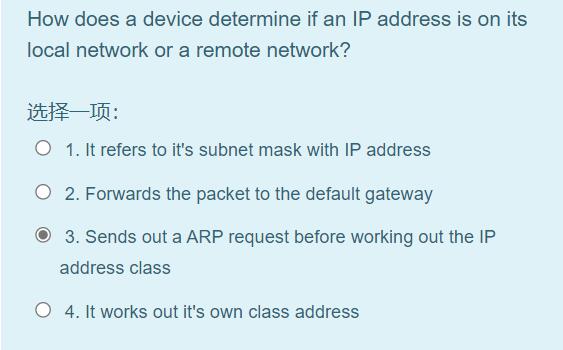 How does a device determine if an IP address is on its
local network or a remote network?
选择一项:
1. It refers to it's subnet mask with IP address
2. Forwards the packet to the default gateway
3. Sends out a ARP request before working out the IP
address class
4. It works out it's own class address